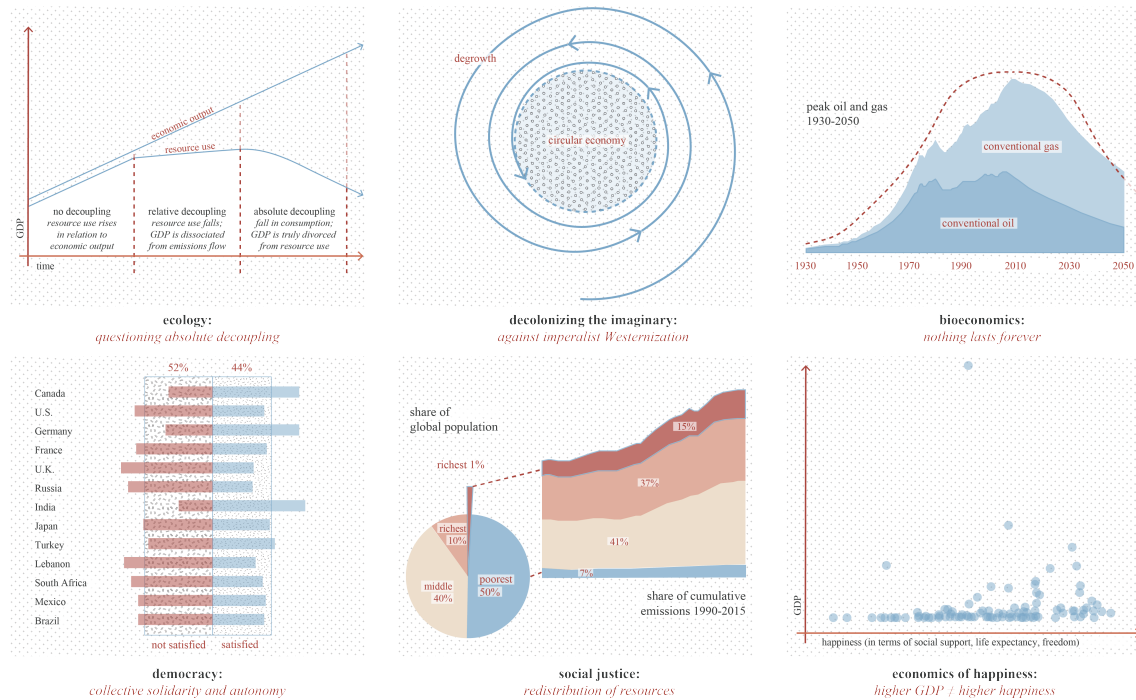 GDP
economic output
resource use
no decoupling
resource use rises
in relation to
economic output
relative decoupling
resource use falls;
GDP is dissociated
from emissions flow
absolute decoupling
fall in consumption;
GDP is truly divorced
from resource use
time
ecology:
questioning absolute decoupling
degrowth
circular economy
decolonizing the imaginary:
against imperalist Westernization
peak oil and gas
1930-2050
conventional gas
conventional oil
1930
1950
1970
1990
2010
2030
2050
bioeconomics:
nothing lasts forever
52%
44%
Canada
U.S.
Germany
France
U.K.
Russia
India
Japan
Turkey
Lebanon
South Africa
Mexico
Brazil
not satisfied
satisfied
democracy:
collective solidarity and autonomy
share of
global population
richest 1%
richest
10%
middle
40%
poorest
50%
15%
37%
41%
7%
share of cumulative
emissions 1990-2015
social justice:
redistribution of resources
GDP
happiness (in terms of social support, life expectancy, freedom)
economics of happiness:
higher GDP / higher happiness